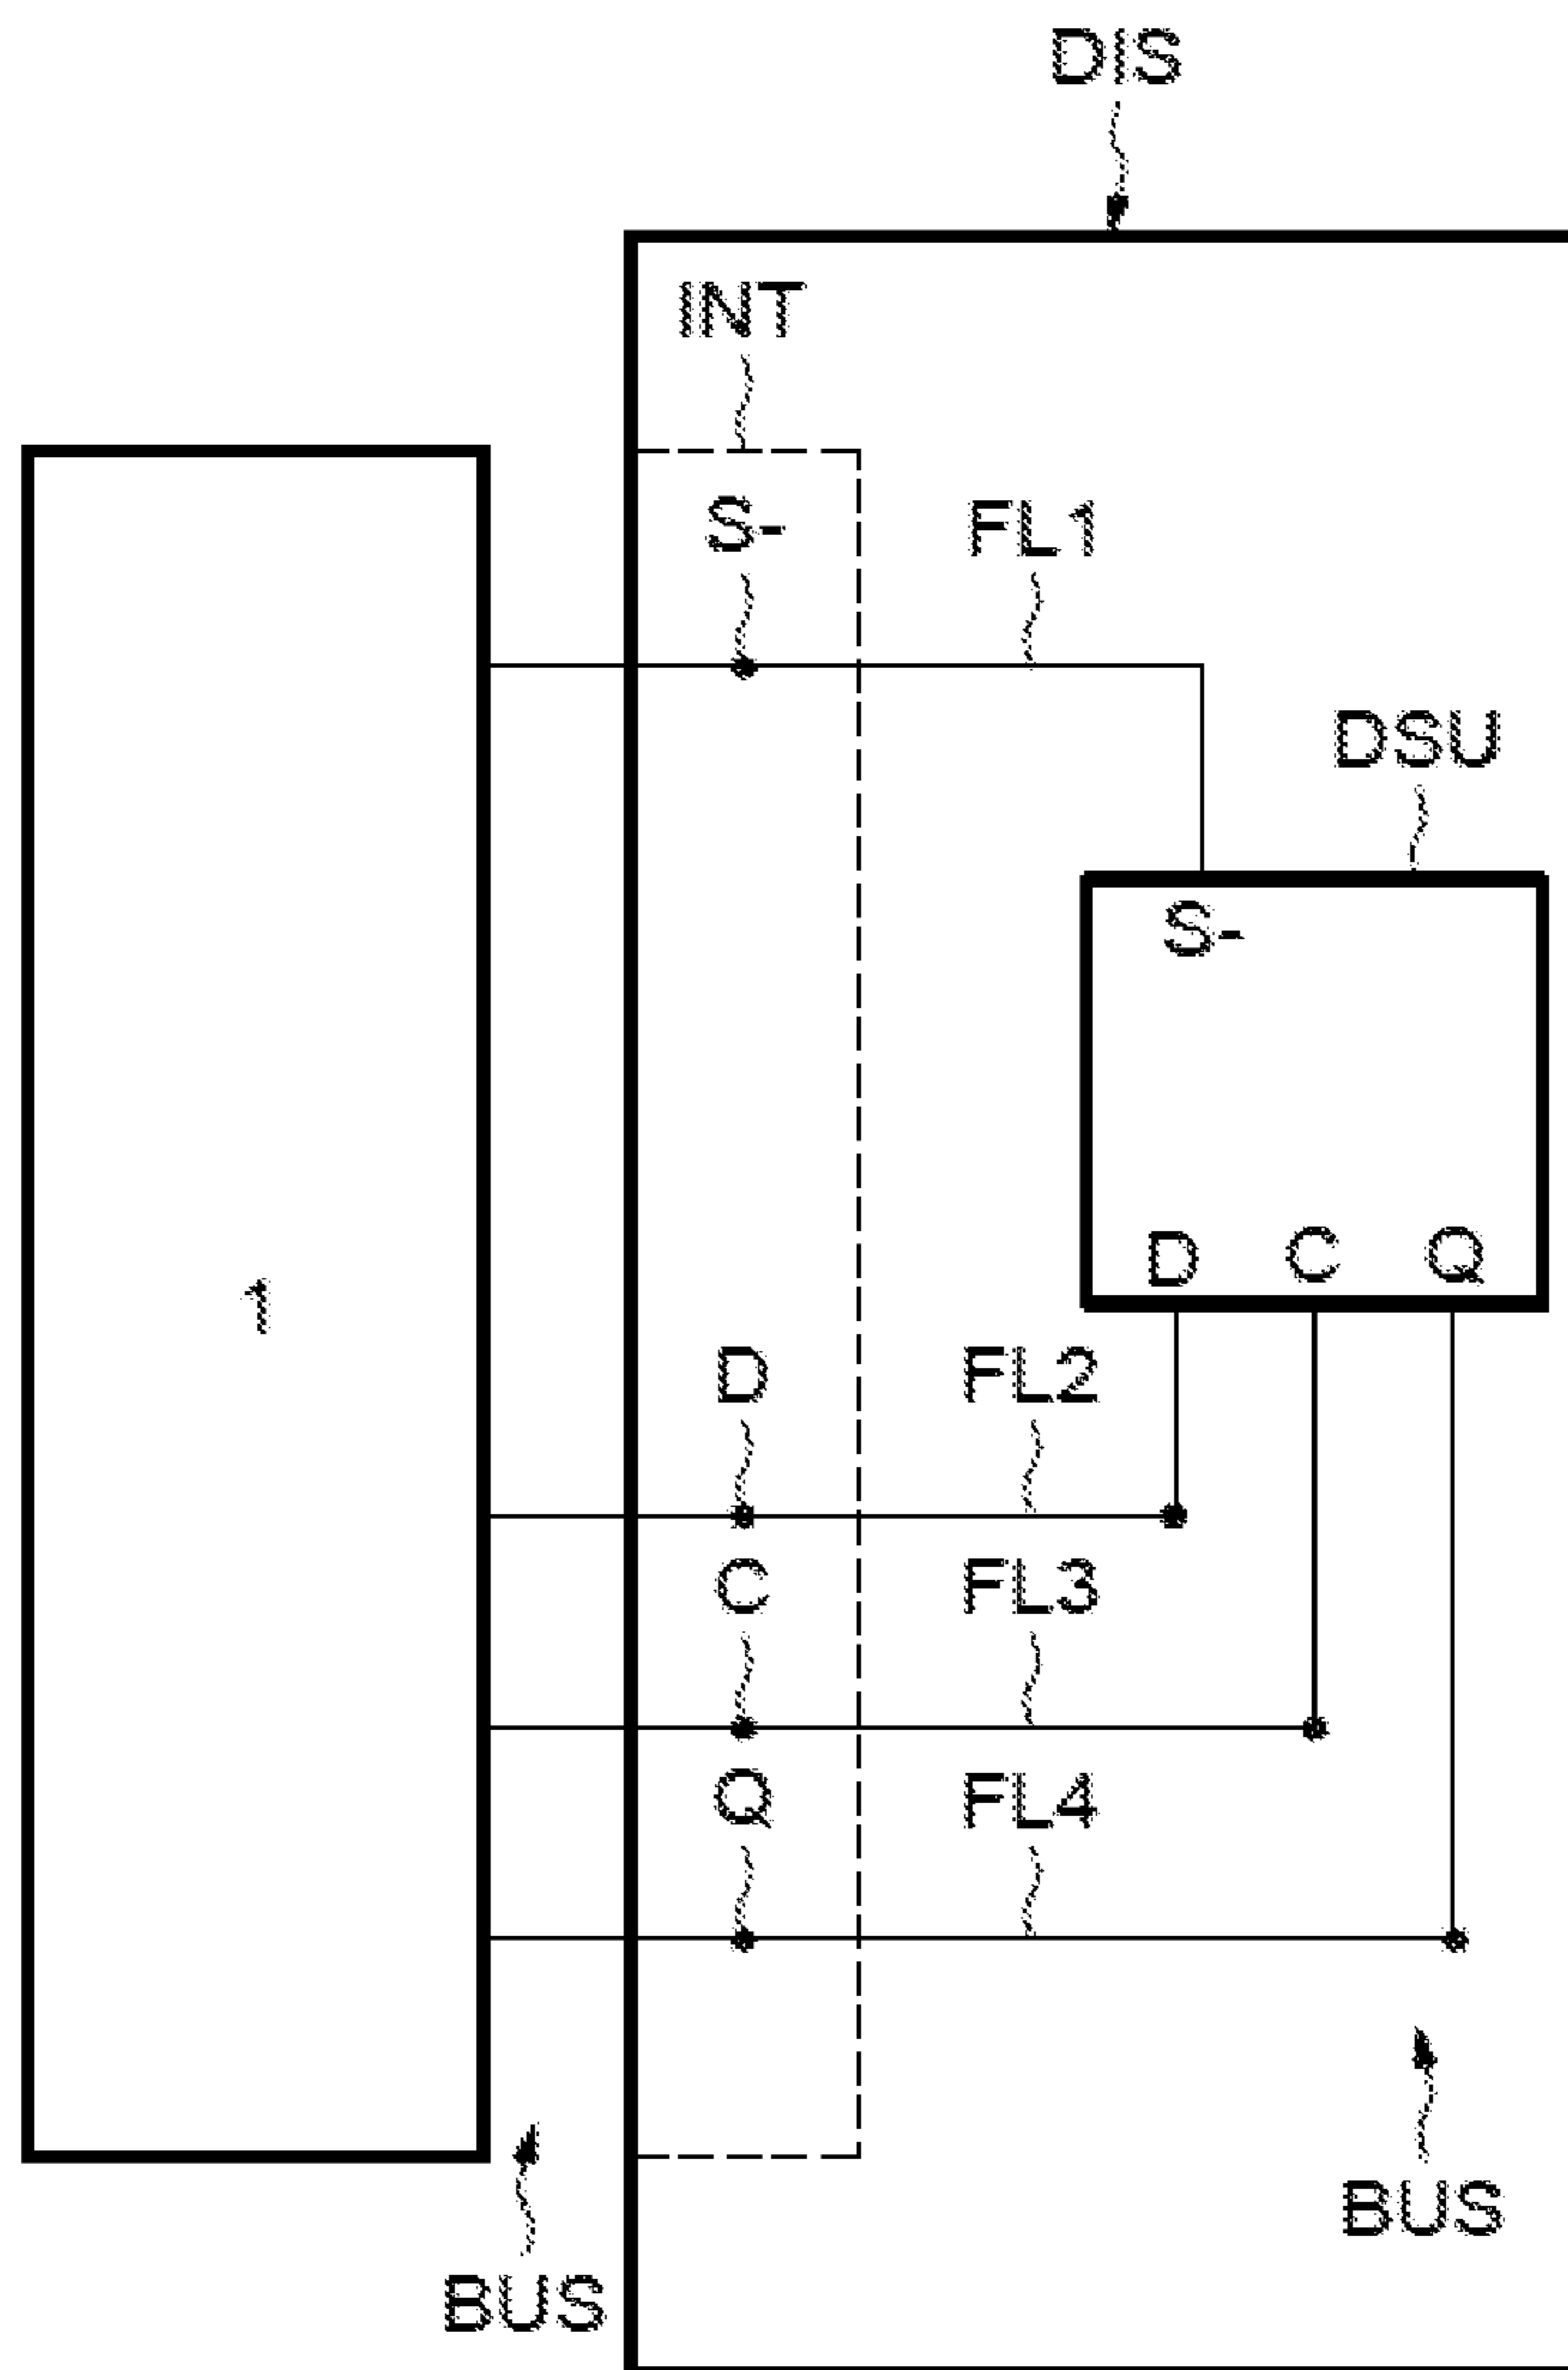 DIS
INT
S-
FL1
DSU
S-
D C Q
1
D
FL2
C
FL3
Q
FL4
BUS
BUS